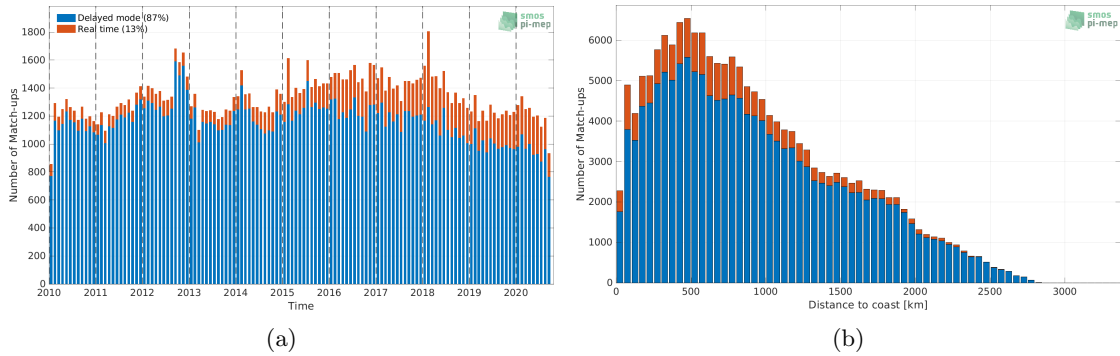 Delayed mode (87%)
Real time (13%)
smos
pi-mep
Number of Match-ups
1800
1600
1400
1200
1000
800
600
400
200
0
2010 2011 2012 2013 2014 2015 2016 2017 2018 2019 2020
Time
(a)
smos
pi-mep
Number of Match-ups
6000
5000
4000
3000
2000
1000
0
0 500 1000 1500 2000 2500 3000
Distance to coast [km]
(b)